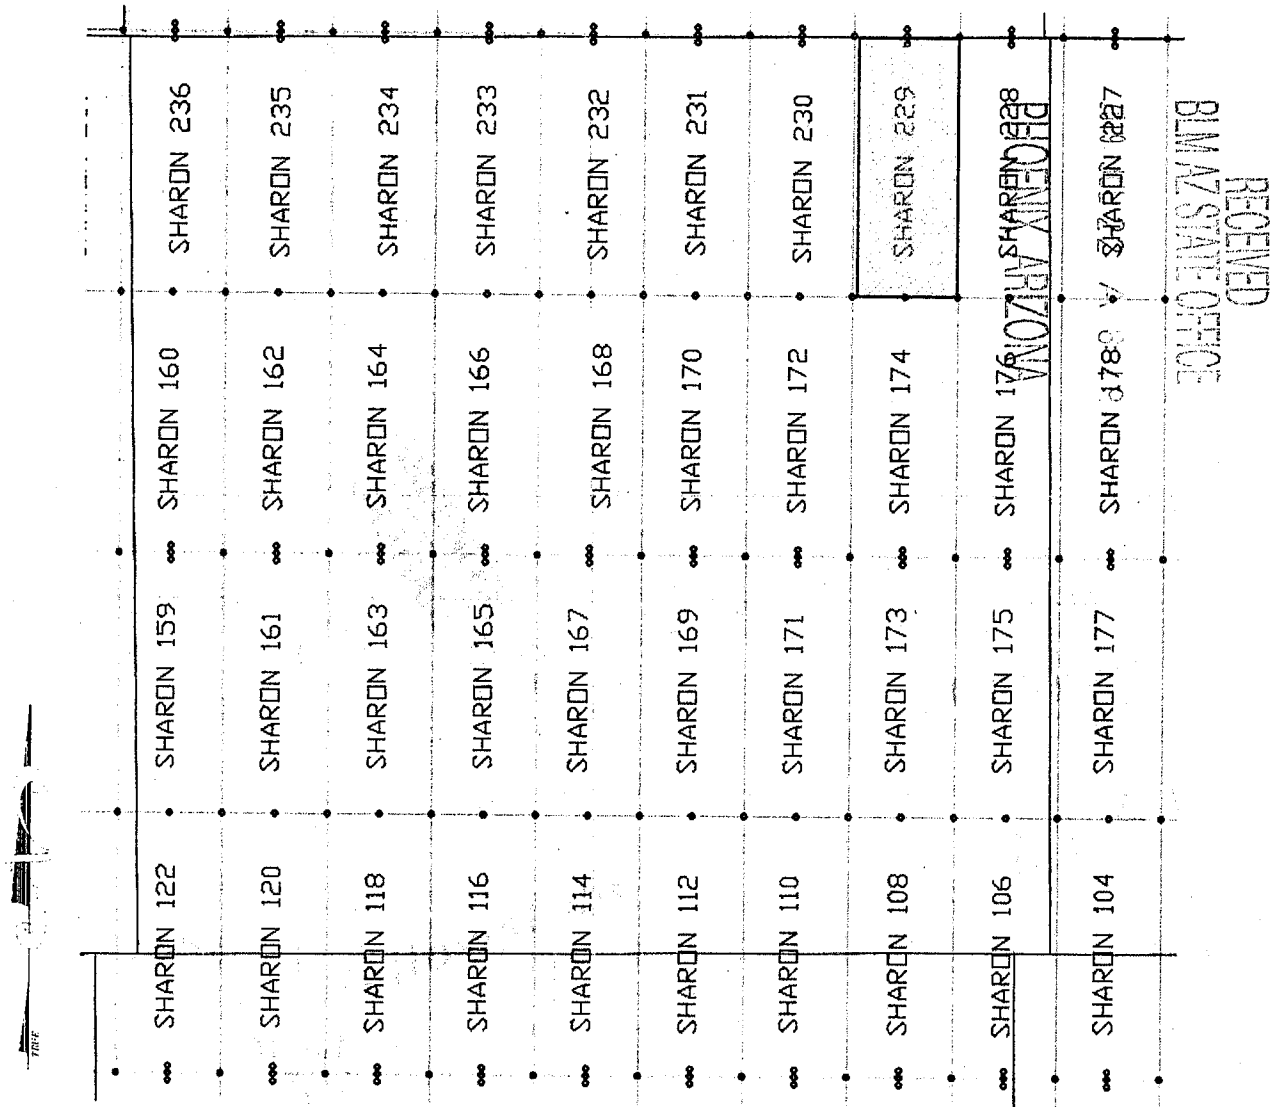 SHARON 236
SHARON 235
SHARON 234
SHARON 233
SHARON 232
SHARON 231
SHARON 230
SHARON 229
SHARON 228
SHARON 227
RECEIVED
BLM AZ STATE OFFICE
PHOENIX, ARIZONA
SHARON 160
SHARON 162
SHARON 164
SHARON 166
SHARON 168
SHARON 170
SHARON 172
SHARON 174
SHARON 176
SHARON 178
SHARON 159
SHARON 161
SHARON 163
SHARON 165
SHARON 167
SHARON 169
SHARON 171
SHARON 173
SHARON 175
SHARON 177
SHARON 122
SHARON 120
SHARON 118
SHARON 116
SHARON 114
SHARON 112
SHARON 110
SHARON 108
SHARON 106
SHARON 104
TRUE